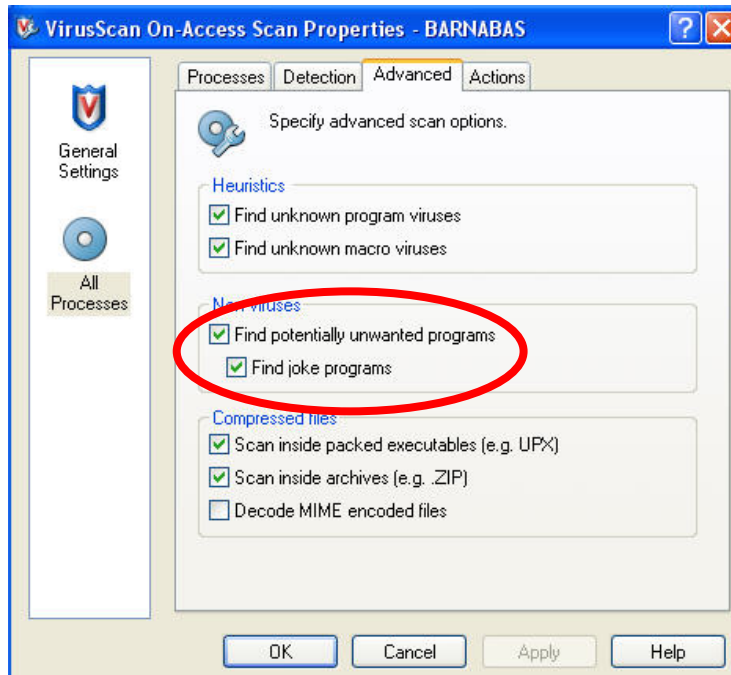 VirusScan On-Access Scan Properties - BARNABAS
General
Settings
All
Processes
Processes Detection Advanced Actions
Specify advanced scan options.
Heuristics
Find unknown program viruses
Find unknown macro viruses
Non viruses
Find potentially unwanted programs
Find joke programs
Compressed files
Scan inside packed executables (e.g. UPX)
Scan inside archives (e.g. .ZIP)
Decode MIME encoded files
OK Cancel Apply Help